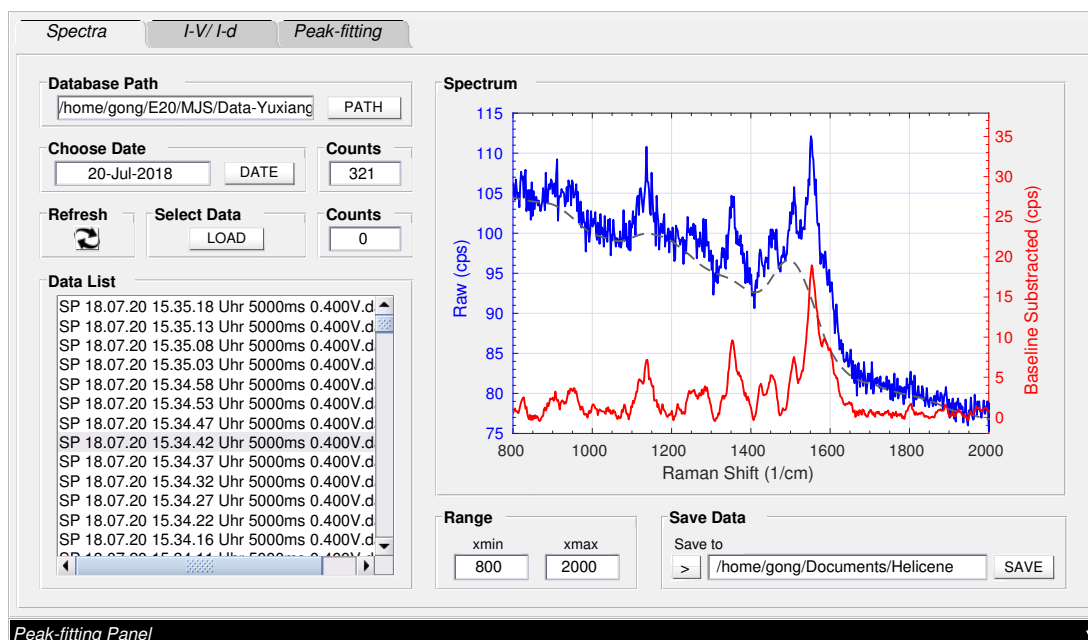 Spectra I-V/ I-d Peak-fitting
Database Path
/home/gong/E20/MJS/Data-Yuxiang PATH
Choose Date Counts
20-Jul-2018 DATE 321
Refresh Select Data Counts
LOAD 0
Data List
SP 18.07.20 15.35.18 Uhr 5000ms 0.400V.d
SP 18.07.20 15.35.13 Uhr 5000ms 0.400V.d
SP 18.07.20 15.35.08 Uhr 5000ms 0.400V.d
SP 18.07.20 15.35.03 Uhr 5000ms 0.400V.d
SP 18.07.20 15.34.58 Uhr 5000ms 0.400V.d
SP 18.07.20 15.34.53 Uhr 5000ms 0.400V.d
SP 18.07.20 15.34.47 Uhr 5000ms 0.400V.d
SP 18.07.20 15.34.42 Uhr 5000ms 0.400V.d
SP 18.07.20 15.34.37 Uhr 5000ms 0.400V.d
SP 18.07.20 15.34.32 Uhr 5000ms 0.400V.d
SP 18.07.20 15.34.27 Uhr 5000ms 0.400V.d
SP 18.07.20 15.34.22 Uhr 5000ms 0.400V.d
SP 18.07.20 15.34.16 Uhr 5000ms 0.400V.d
SP 18.07.20 15.34.11 Uhr 5000ms 0.400V.d
Spectrum
115
110
105
100
95
90
85
80
75
Raw (cps)
35
30
25
20
15
10
5
0
Baseline Substracted (cps)
800 1000 1200 1400 1600 1800 2000
Raman Shift (1/cm)
Range
xmin xmax
800 2000
Save Data
Save to
> /home/gong/Documents/Helicene SAVE
Peak-fitting Panel